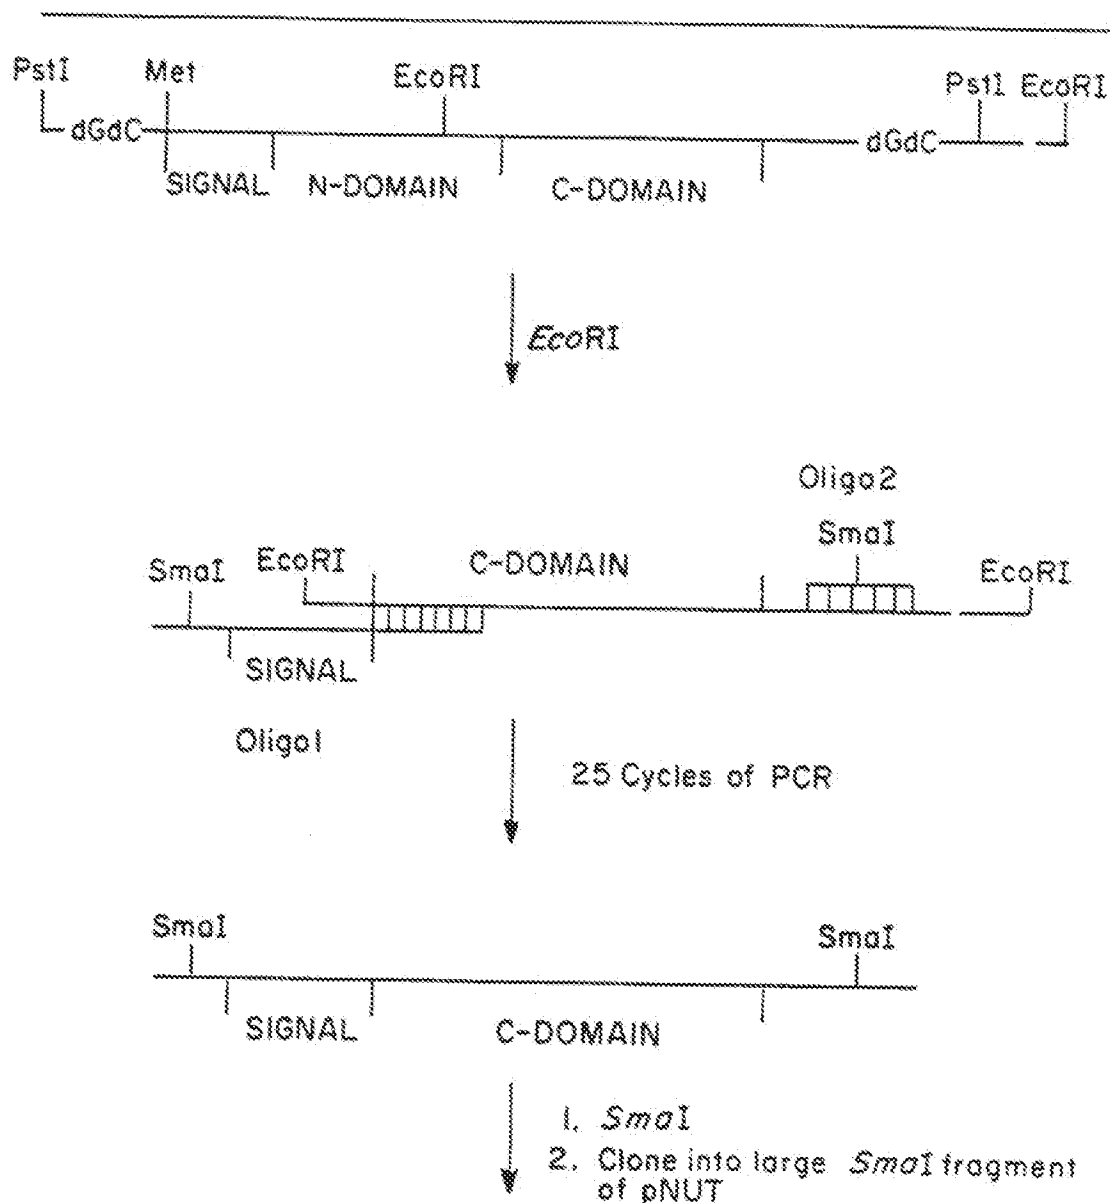 PstI Met EcoRI PstI EcoRI
dGdC dGdC
SIGNAL N-DOMAIN C-DOMAIN
EcoRI
Oligo2
SmaI EcoRI C-DOMAIN SmaI EcoRI
SIGNAL
Oligo1
25 Cycles of PCR
SmaI SmaI
SIGNAL C-DOMAIN
1. SmaI
2. Clone into large SmaI fragment
of pNUT